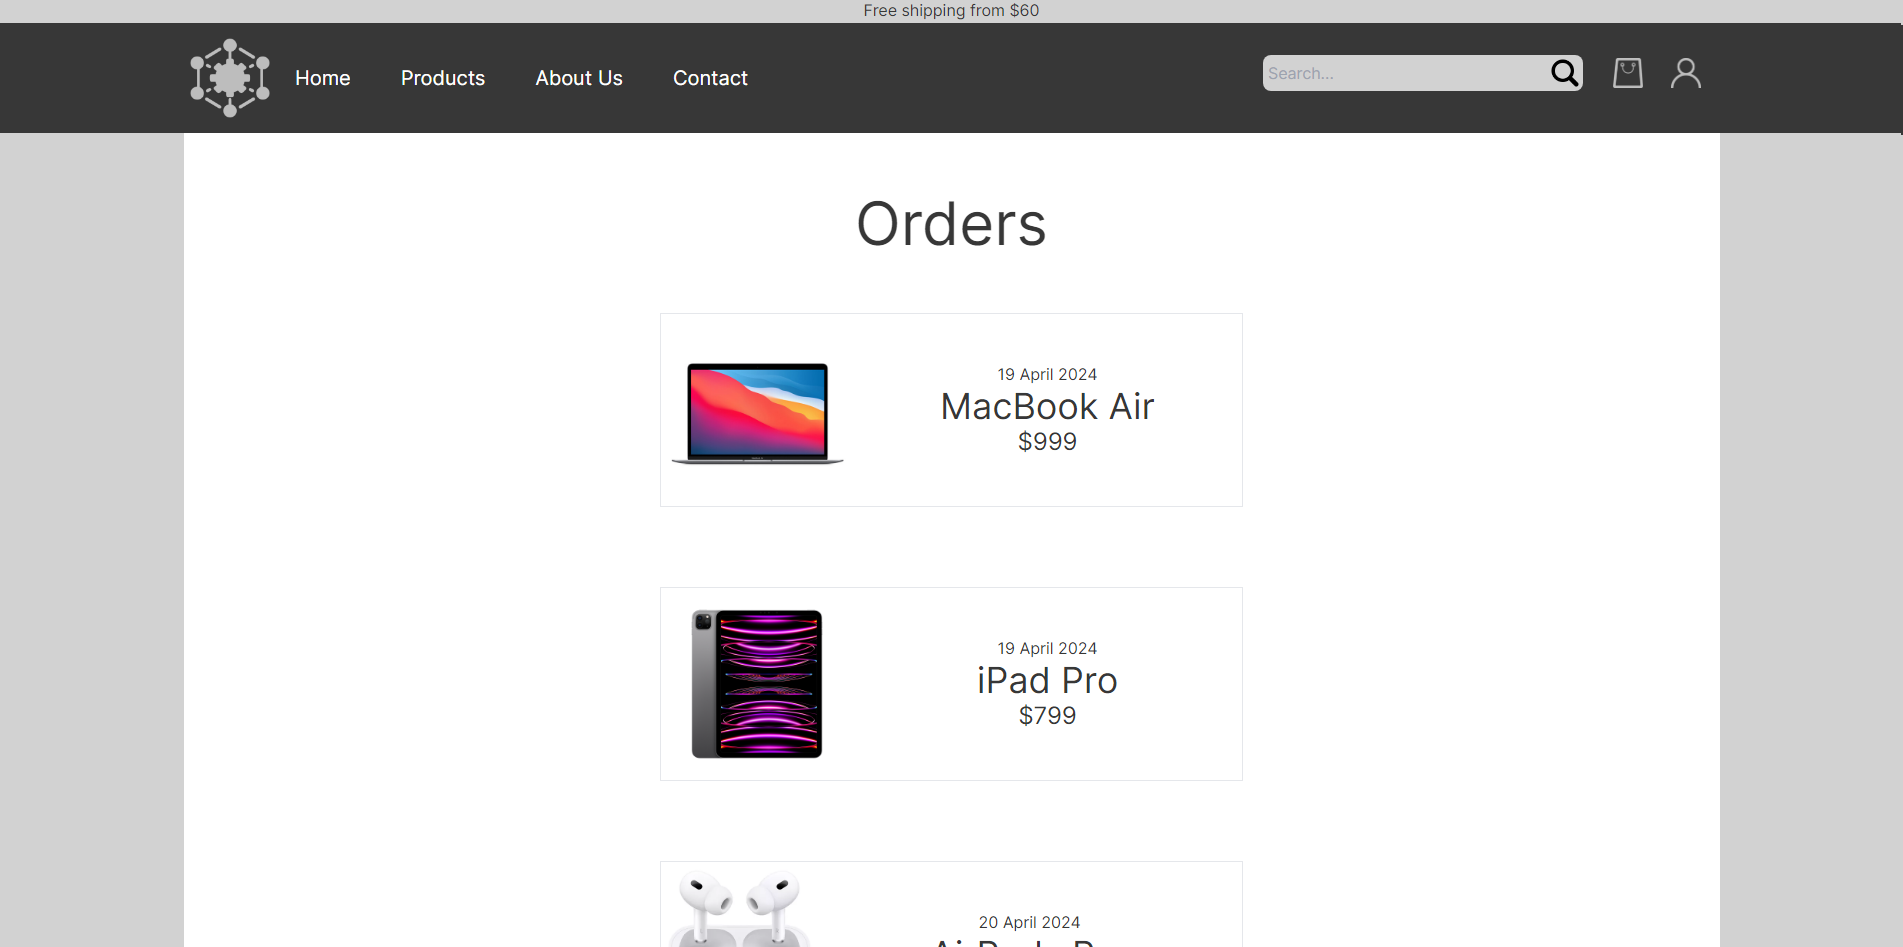 Free shipping from $60
Home Products About Us Contact Search...
Orders
19 April 2024
MacBook Air
$999
19 April 2024
iPad Pro
$799
20 April 2024